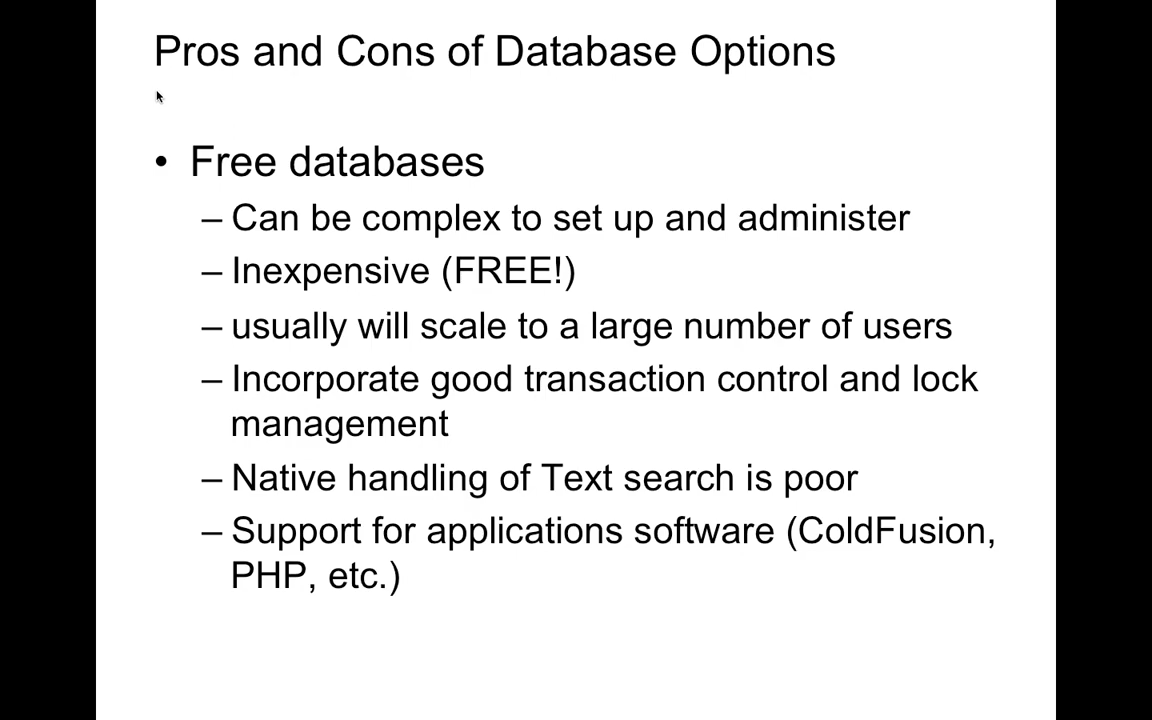 Pros and Cons of Database Options
• Free databases
– Can be complex to set up and administer
– Inexpensive (FREE!)
– usually will scale to a large number of users
– Incorporate good transaction control and lock
management
– Native handling of Text search is poor
– Support for applications software (ColdFusion,
PHP, etc.)